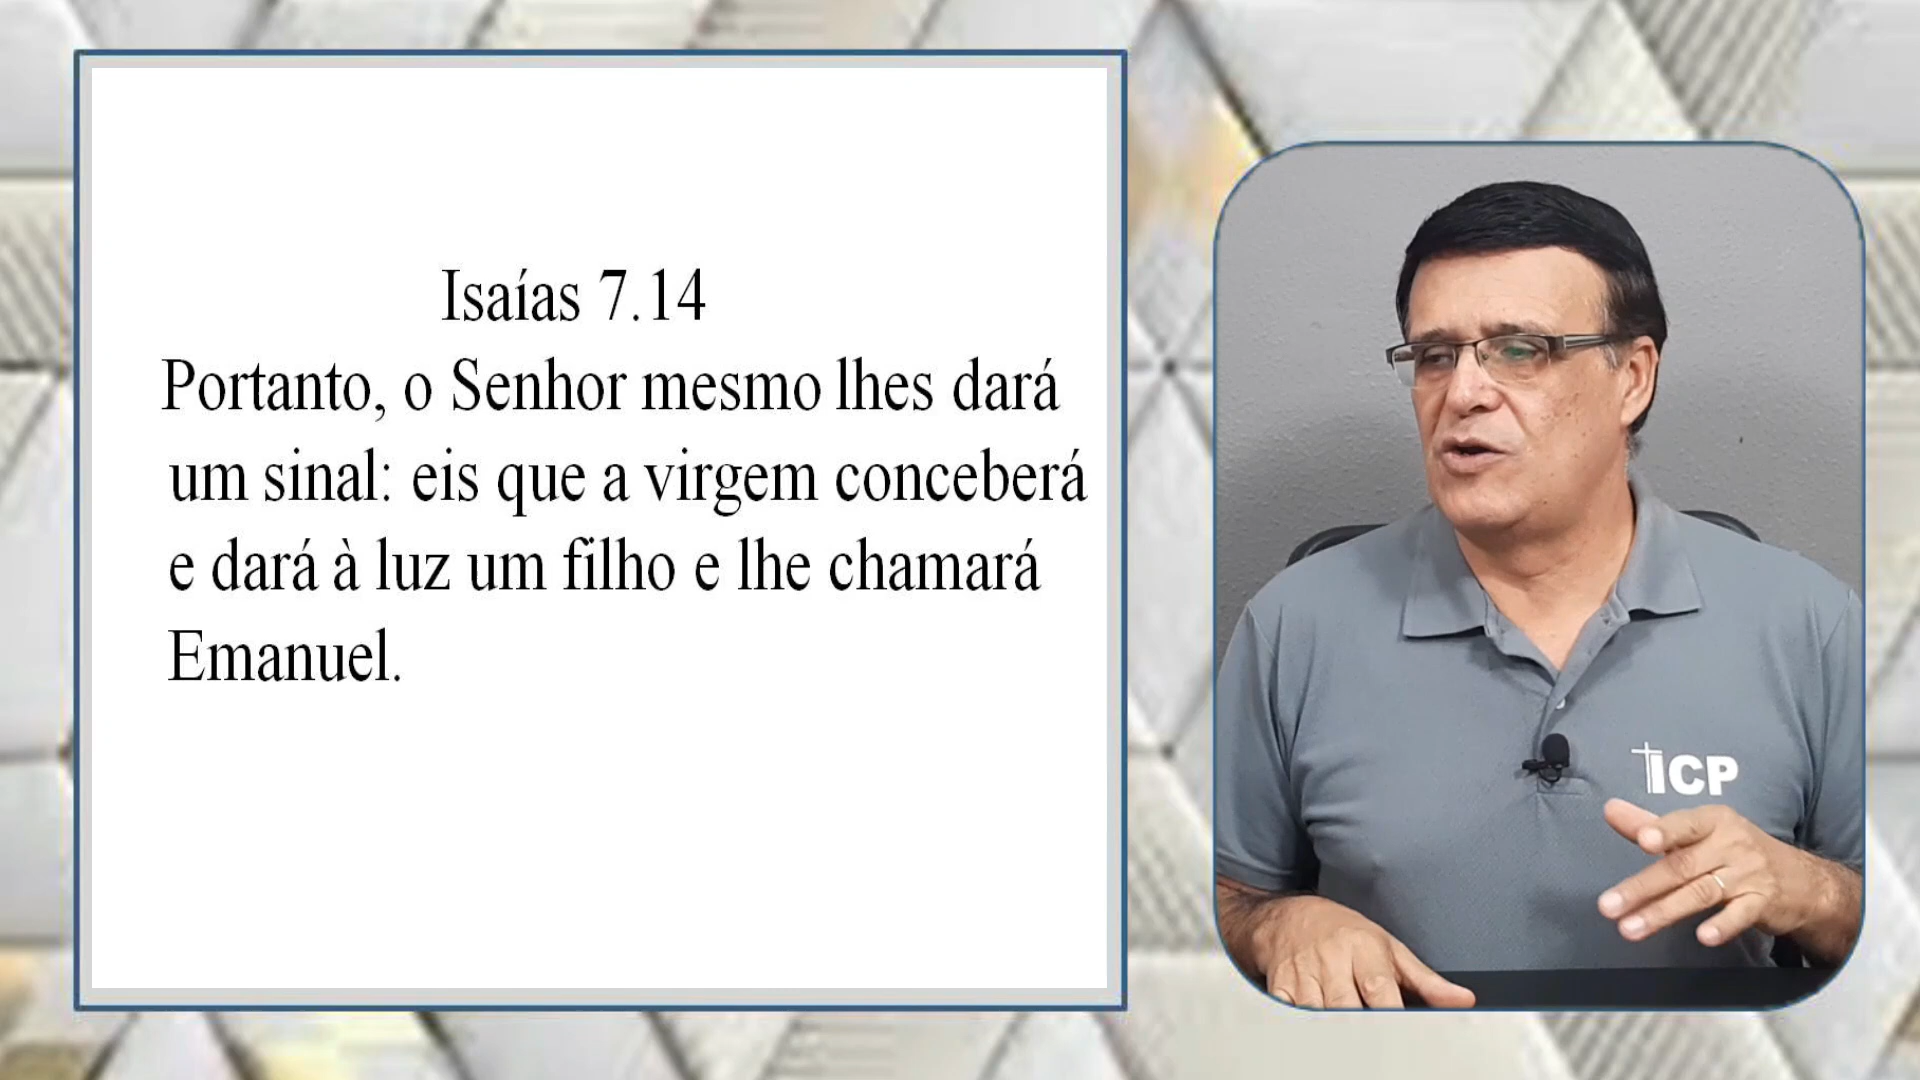 Isaías 7.14
Portanto, o Senhor mesmo lhes dará
um sinal: eis que a virgem conceberá
e dará à luz um filho e lhe chamará
Emanuel.
ICP